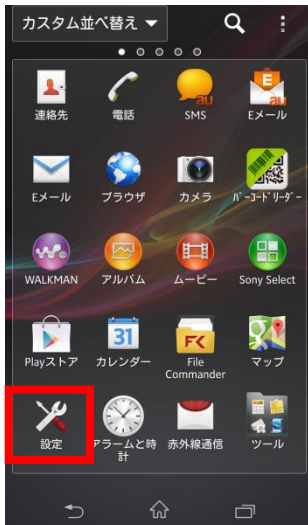 カスタム並べ替え
連絡先
電話
au
SMS
E
au
Eメール
Eメール
ブラウザ
カメラ
バーコードリーダー
WALKMAN
アルバム
ムービー
Sony Select
Playストア
31
カレンダー
FK
File
Commander
マップ
設定
アラームと時
計
赤外線通信
ツール